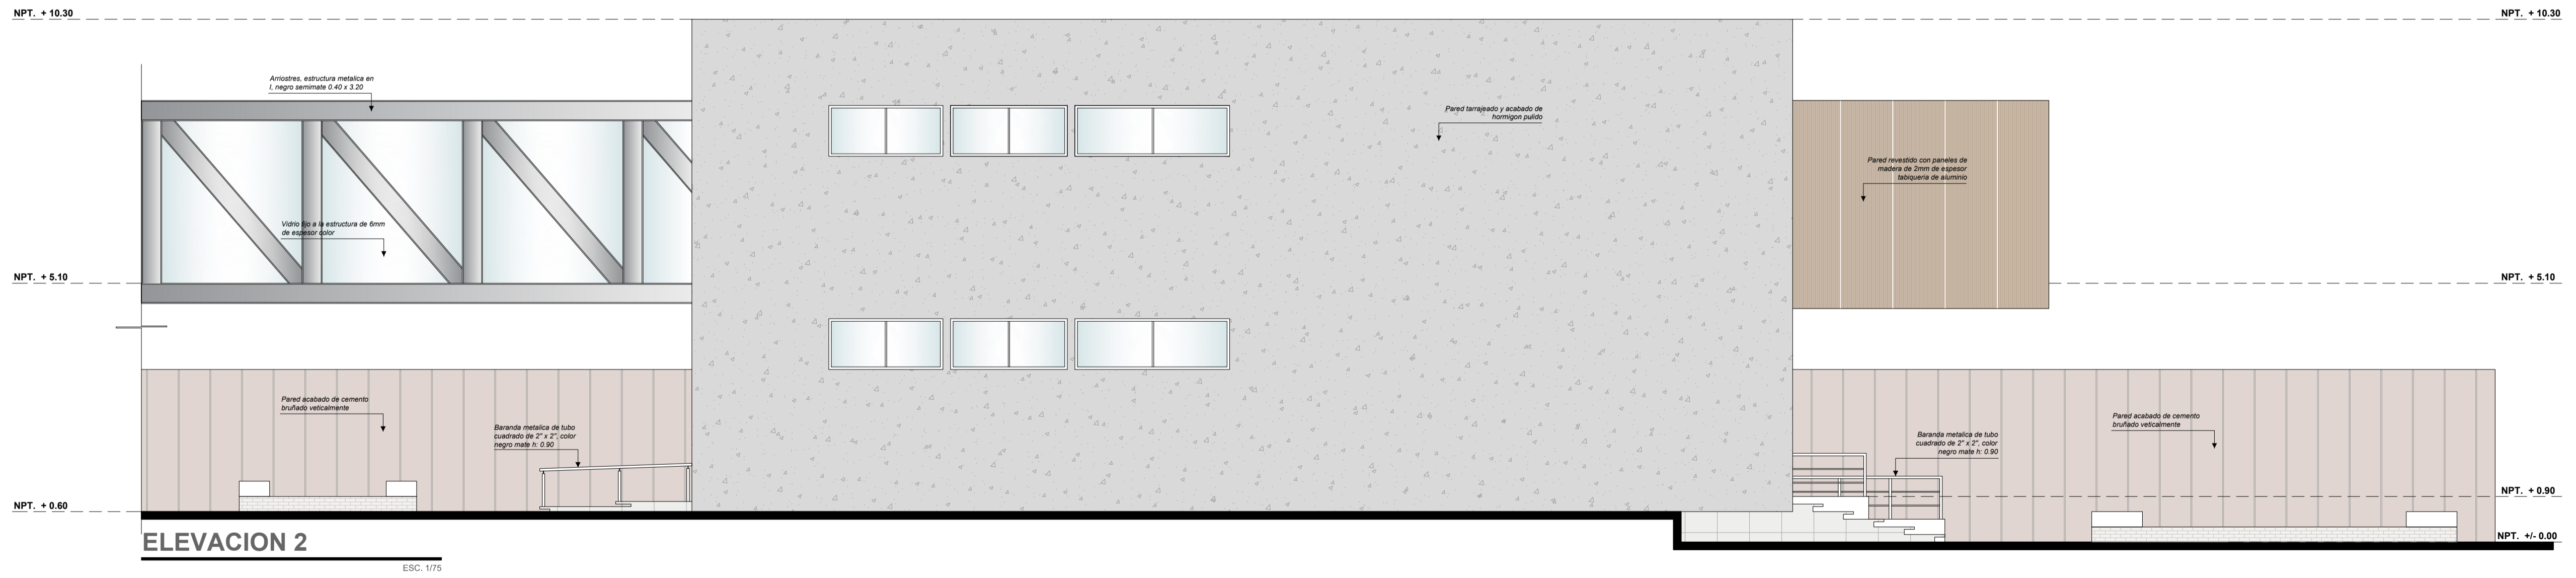 NPT. + 10.30
NPT. + 10.30
Arriostres, estructura metalica en
I, negro semimate 0.40 x 3.20
Pared tarrajeado y acabado de
hormigon pulido
Pared revestido con paneles de
madera de 2mm de espesor
tabiqueria de aluminio
Vidrio fijo a la estructura de 6mm
de espesor color
NPT. + 5.10
NPT. + 5.10
Pared acabado de cemento
bruñado veticalmente
Baranda metalica de tubo
cuadrado de 2" x 2", color
negro mate h: 0.90
Baranda metalica de tubo
cuadrado de 2" x 2", color
negro mate h: 0.90
Pared acabado de cemento
bruñado veticalmente
NPT. + 0.90
NPT. + 0.60
NPT. +/- 0.00
ELEVACION 2
ESC. 1/75